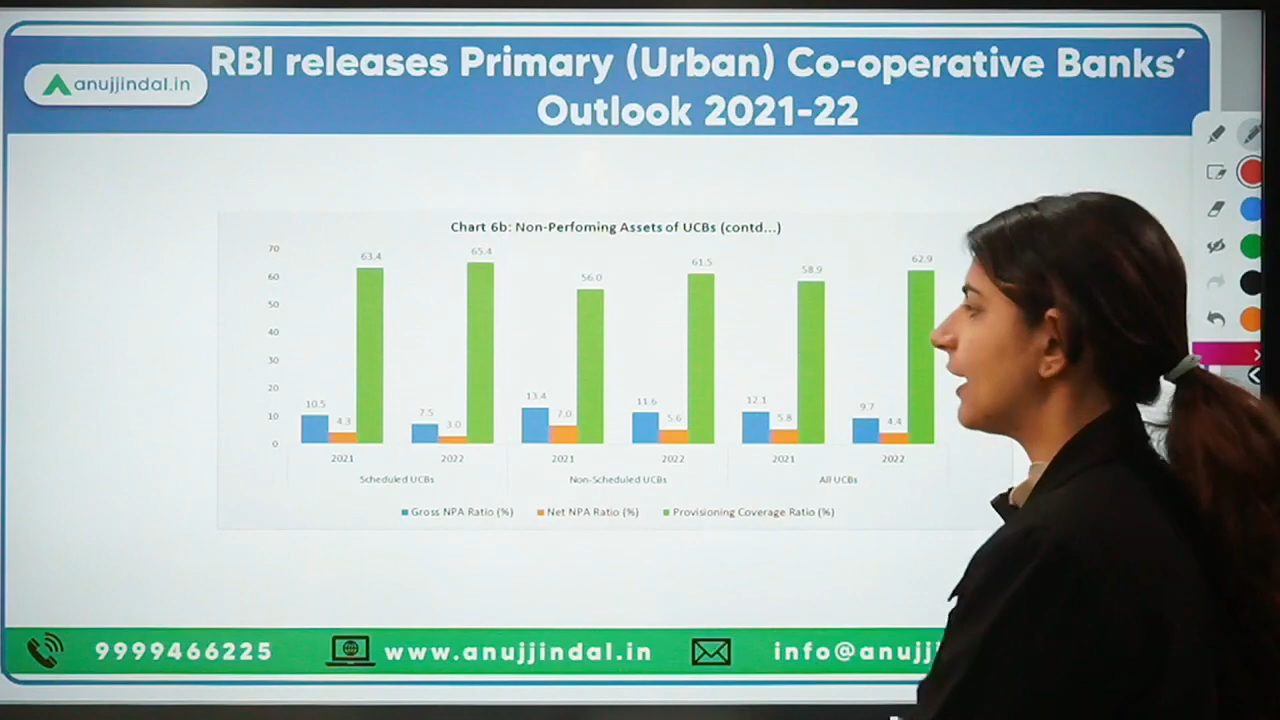 RBI releases Primary (Urban) Co-operative Banks'
anujjindal.in
Outlook 2021-22
Chart 6b: Non-Perfoming Assets of UCBs (contd...)
70
60
50
40
30
20
10
0
10.5 4.3 63.4 7.5 3.0 65.4 13.4 7.0 56.0 11.6 5.6 61.5 12.1 5.8 58.9 9.7 4.4 62.9
2021 2022 2021 2022 2021 2022
Scheduled UCBs Non-Scheduled UCBs All UCBs
Gross NPA Ratio (%) Net NPA Ratio (%) Provisioning Coverage Ratio (%)
9999466225 www.anujjindal.in info@anujj